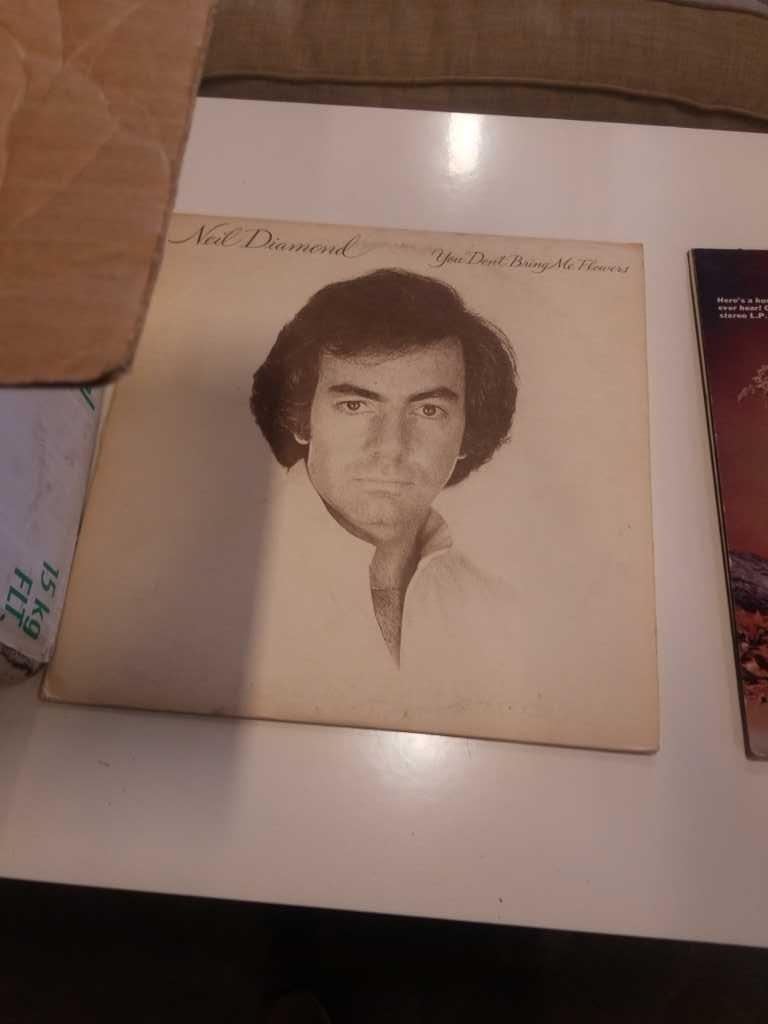 Neil Diamond
You Don't Bring Me Flowers
Here's a
ever hear!
stereo L.P.
15 kg
FLT